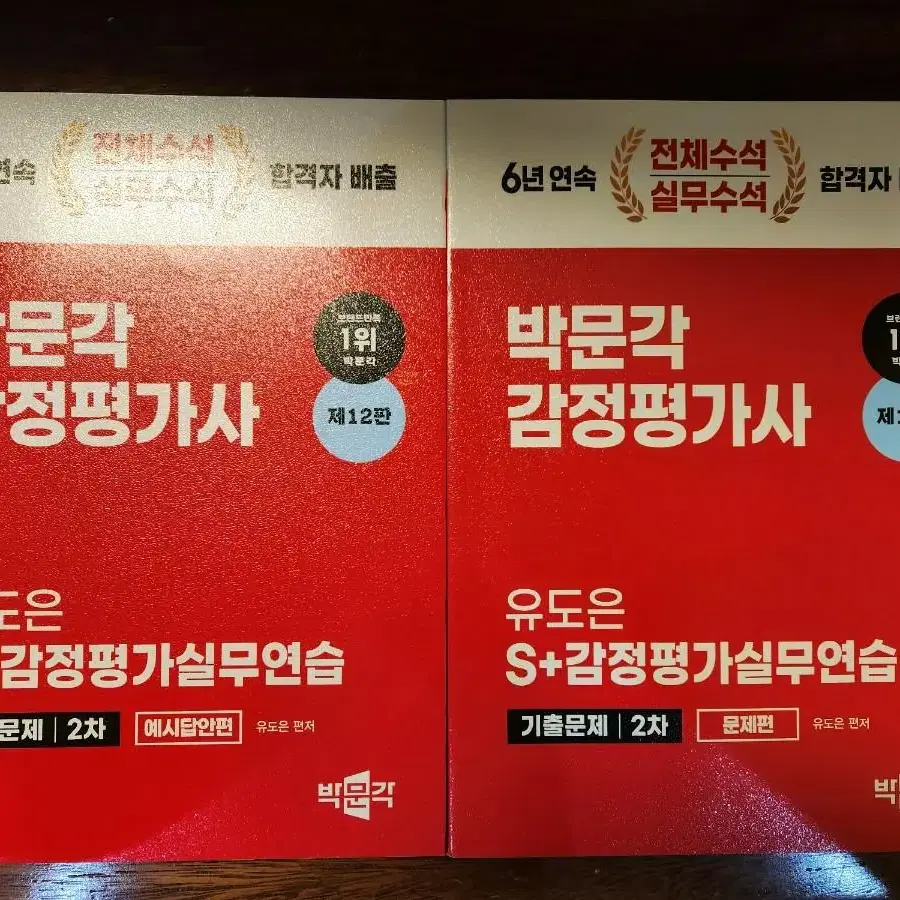 연속
전체수석
실무수석
합격자 배출
문각
정평가사
브랜드만족
1위
박문각
제12판
도은
감정평가실무연습
문제 | 2차
예시답안편
유도은 편저
박문각
6년 연속
전체수석
실무수석
합격자
박문각
감정평가사
유도은
S+감정평가실무연습
기출문제 | 2차
문제편
유도은 편저